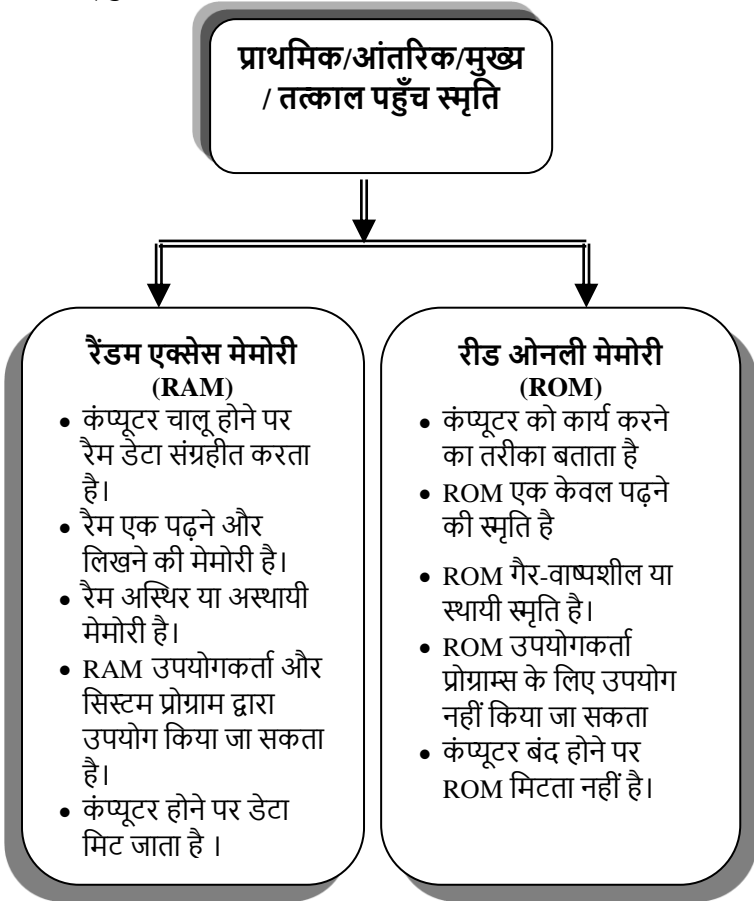 प्राथमिक/आंतरिक/मुख्य
/ तत्काल पहुँच स्मृति
रैंडम एक्सेस मेमोरी
(RAM)
• कंप्यूटर चालू होने पर
रैम डेटा संग्रहीत करता
है।
• रैम एक पढ़ने और
लिखने की मेमोरी है।
• रैम अस्थिर या अस्थायी
मेमोरी है।
• RAM उपयोगकर्ता और
सिस्टम प्रोग्राम द्वारा
उपयोग किया जा सकता
है।
• कंप्यूटर होने पर डेटा
मिट जाता है ।
रीड ओनली मेमोरी
(ROM)
• कंप्यूटर को कार्य करने
का तरीका बताता है
• ROM एक केवल पढ़ने
की स्मृति है
• ROM गैर-वाष्पशील या
स्थायी स्मृति है।
• ROM उपयोगकर्ता
प्रोग्राम्स के लिए उपयोग
नहीं किया जा सकता
• कंप्यूटर बंद होने पर
ROM मिटता नहीं है।